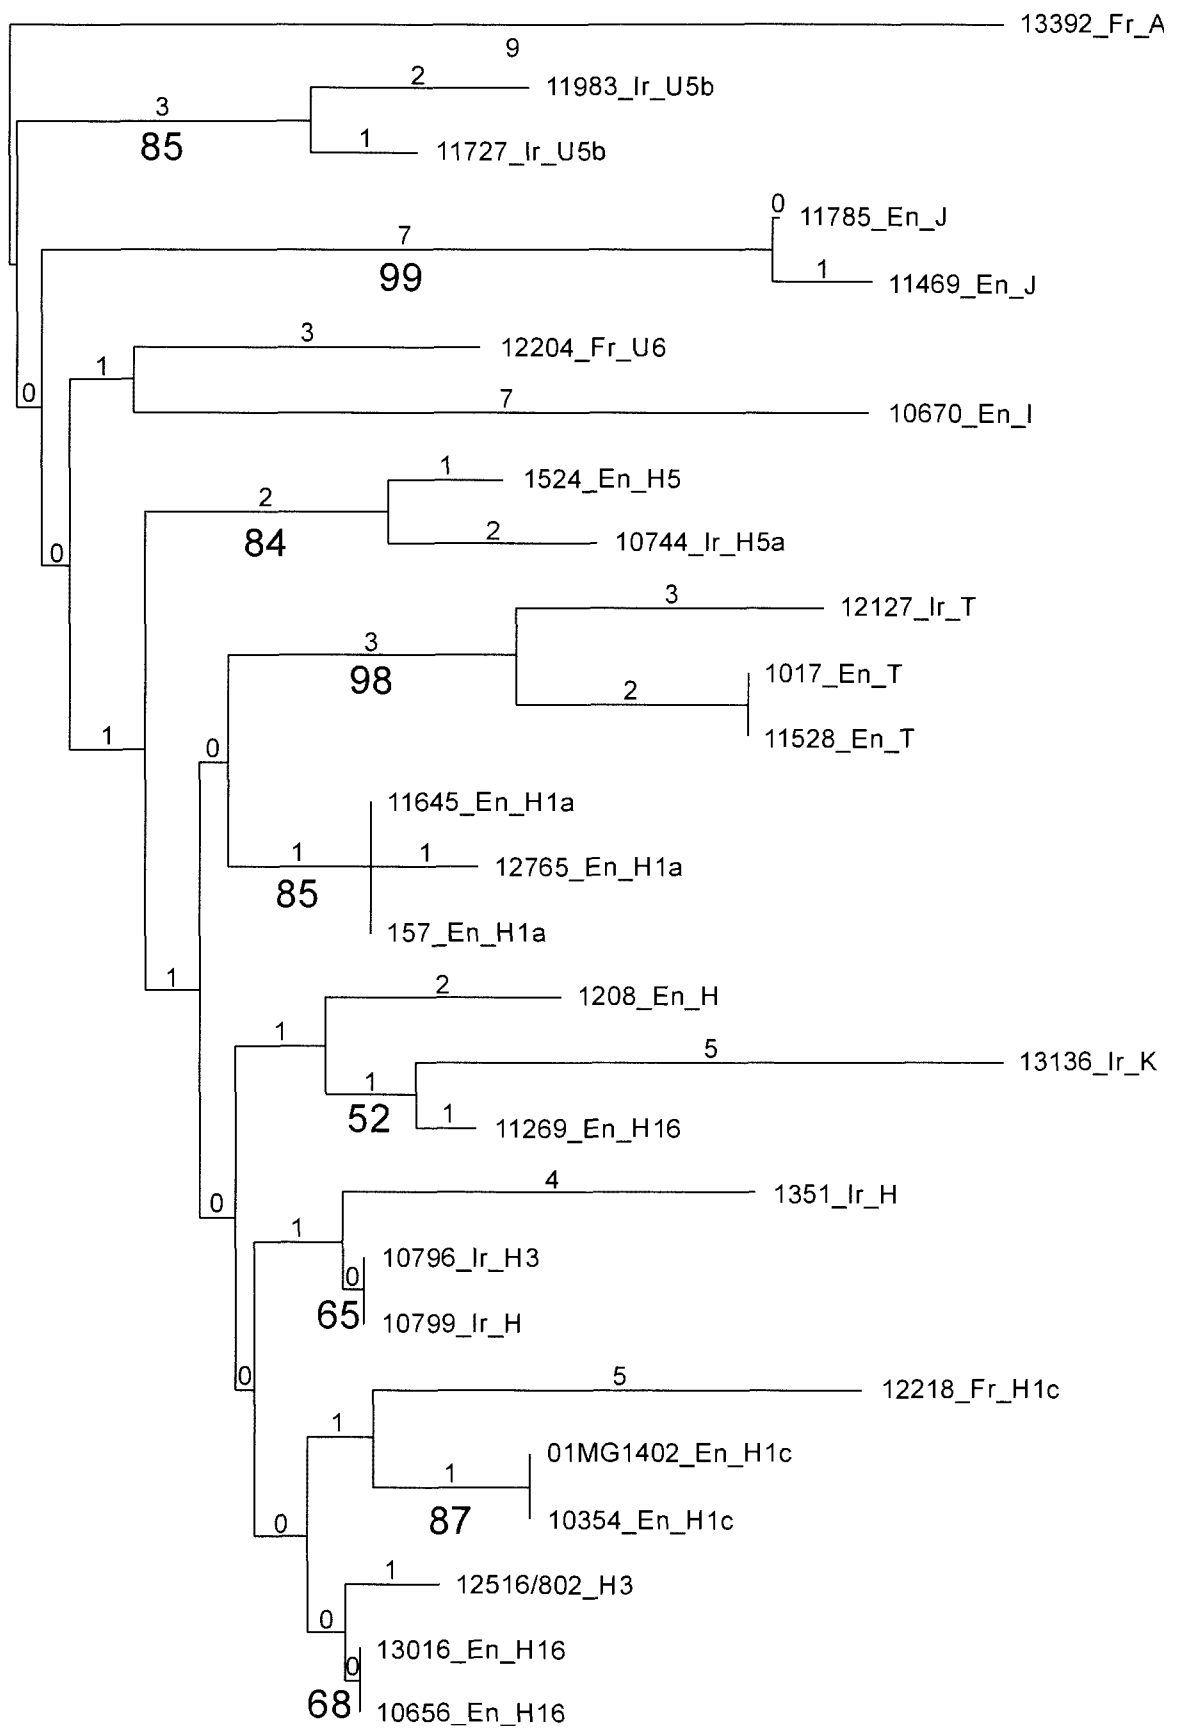 13392_Fr_A
9
2
11983_Ir_U5b
3
85
1
11727_Ir_U5b
0
11785_En_J
7
99
1
11469_En_J
3
12204_Fr_U6
1
0
7
10670_En_I
1
1524_En_H5
2
84
2
10744_Ir_H5a
0
3
12127_Ir_T
3
98
1017_En_T
2
11528_En_T
1
0
11645_En_H1a
1
1
12765_En_H1a
85
157_En_H1a
1
2
1208_En_H
1
5
13136_Ir_K
1
52
1
11269_En_H16
4
1351_Ir_H
0
1
10796_Ir_H3
0
65
10799_Ir_H
0
5
12218_Fr_H1c
1
01MG1402_En_H1c
1
87
10354_En_H1c
0
1
12516/802_H3
0
13016_En_H16
0
68
10656_En_H16